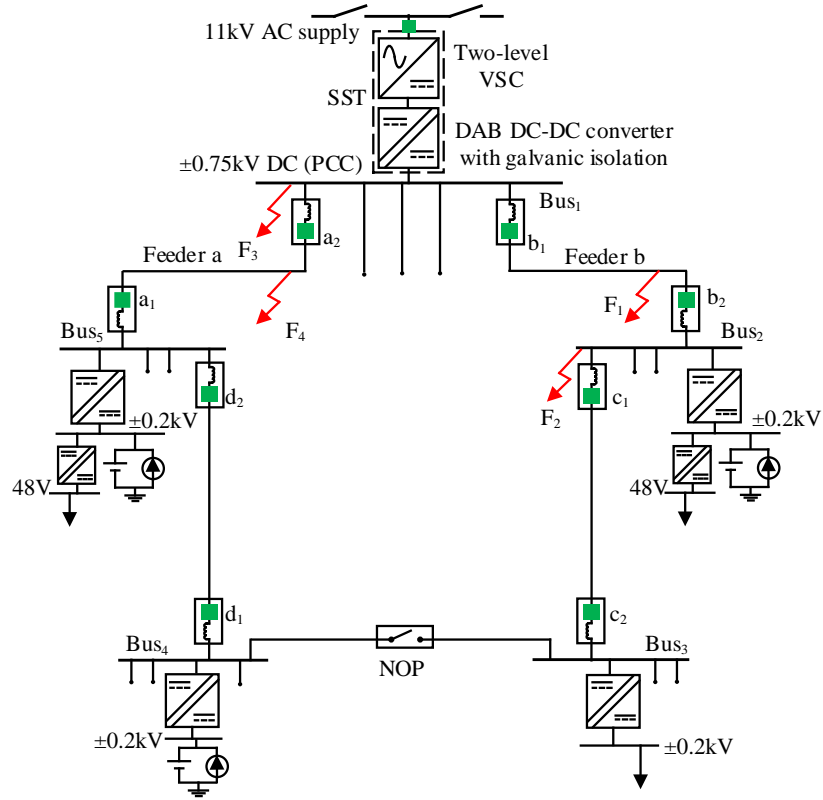 11kV AC supply
Two-level
VSC
SST
DAB DC-DC converter
with galvanic isolation
±0.75kV DC (PCC)
Bus₁
F₃
a₂
b₁
Feeder a
Feeder b
a₁
F₄
F₁
b₂
Bus₅
Bus₂
d₂
F₂
c₁
±0.2kV
±0.2kV
48V
48V
d₁
c₂
Bus₄
NOP
Bus₃
±0.2kV
±0.2kV